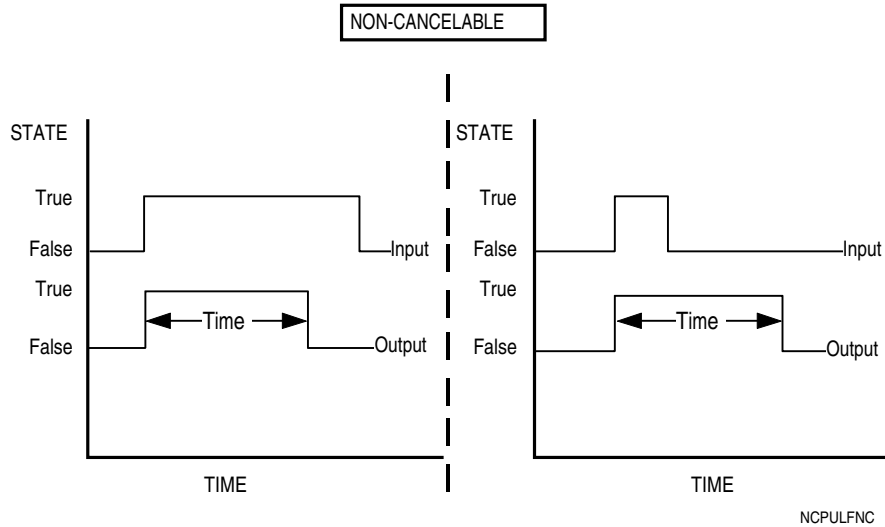 NON-CANCELABLE
STATE
True
False
Input
True
Time
False
Output
TIME
STATE
True
False
Input
True
Time
False
Output
TIME
NCPULFNC